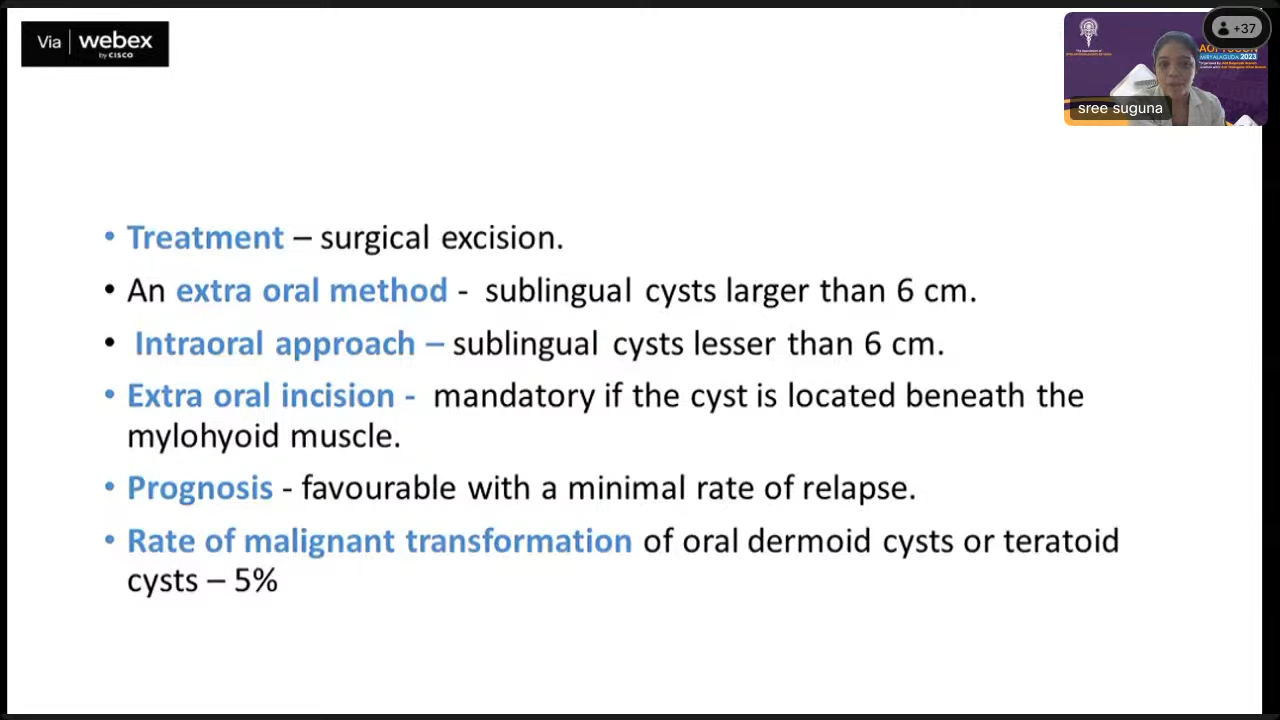 Via webex
by CISCO
+37
MIRYALAGUDA 2023
sree suguna
• Treatment – surgical excision.
• An extra oral method - sublingual cysts larger than 6 cm.
• Intraoral approach – sublingual cysts lesser than 6 cm.
• Extra oral incision - mandatory if the cyst is located beneath the
mylohyoid muscle.
• Prognosis - favourable with a minimal rate of relapse.
• Rate of malignant transformation of oral dermoid cysts or teratoid
cysts – 5%